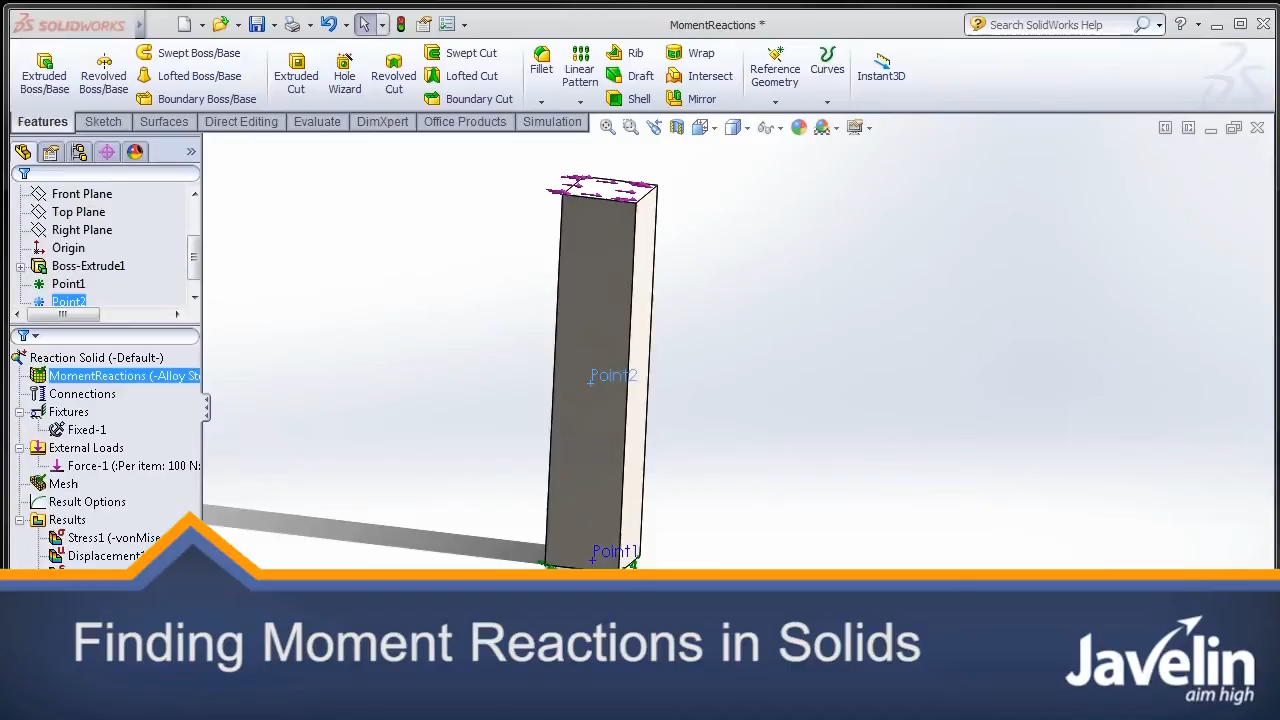 SOLIDWORKS
MomentReactions *
Search SolidWorks Help
Extruded Boss/Base
Revolved Boss/Base
Swept Boss/Base
Lofted Boss/Base
Boundary Boss/Base
Extruded Cut
Hole Wizard
Revolved Cut
Swept Cut
Lofted Cut
Boundary Cut
Fillet
Linear Pattern
Rib
Draft
Shell
Wrap
Intersect
Mirror
Reference Geometry
Curves
Instant3D
Features
Sketch
Surfaces
Direct Editing
Evaluate
DimXpert
Office Products
Simulation
Front Plane
Top Plane
Right Plane
Origin
Boss-Extrude1
Point1
Point2
Reaction Solid (-Default-)
MomentReactions (-Alloy St
Connections
Fixtures
Fixed-1
External Loads
Force-1 (:Per item: 100 N:
Mesh
Result Options
Results
Stress1 (-vonMise
Displacement
Point2
Point1
Finding Moment Reactions in Solids
Javelin
aim high